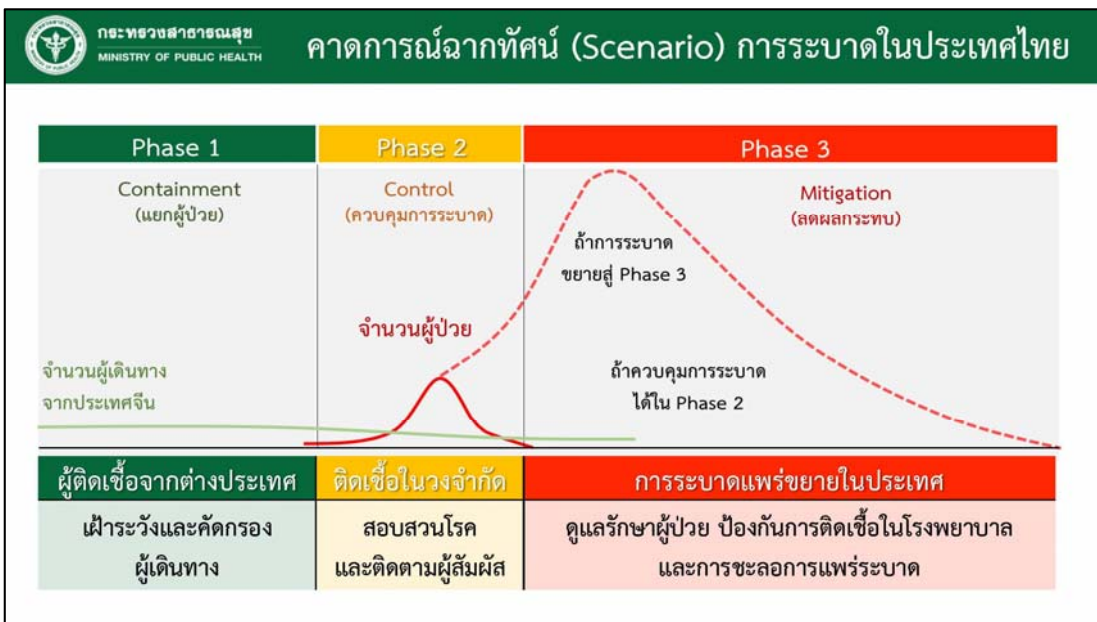 กระทรวงสาธารณสุข
MINISTRY OF PUBLIC HEALTH
คาดการณ์ฉากทัศน์ (Scenario) การระบาดในประเทศไทย
Phase 1
Phase 2
Phase 3
Containment
(แยกผู้ป่วย)
Control
(ควบคุมการระบาด)
Mitigation
(ลดผลกระทบ)
ถ้าการระบาด
ขยายสู่ Phase 3
จำนวนผู้ป่วย
จำนวนผู้เดินทาง
จากประเทศจีน
ถ้าควบคุมการระบาด
ได้ใน Phase 2
ผู้ติดเชื้อจากต่างประเทศ
ติดเชื้อในวงจำกัด
การระบาดแพร่ขยายในประเทศ
เฝ้าระวังและคัดกรอง
ผู้เดินทาง
สอบสวนโรค
และติดตามผู้สัมผัส
ดูแลรักษาผู้ป่วย ป้องกันการติดเชื้อในโรงพยาบาล
และการชะลอการแพร่ระบาด